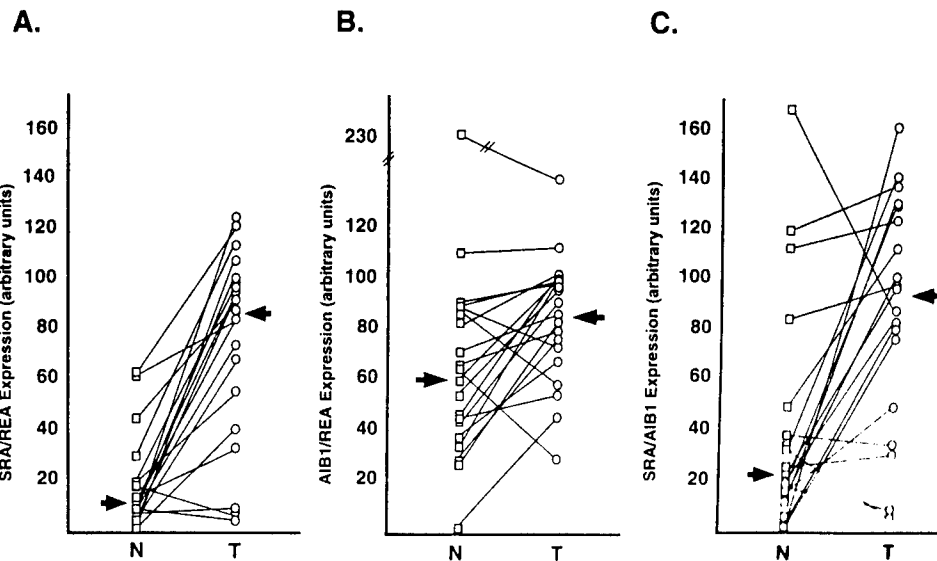 A.
SRA/REA Expression (arbitrary units)
160
140
120
100
80
60
40
20
N T
B.
AIB1/REA Expression (arbitrary units)
230
120
100
80
60
40
20
N T
C.
SRA/AIB1 Expression (arbitrary units)
160
140
120
100
80
60
40
20
N T